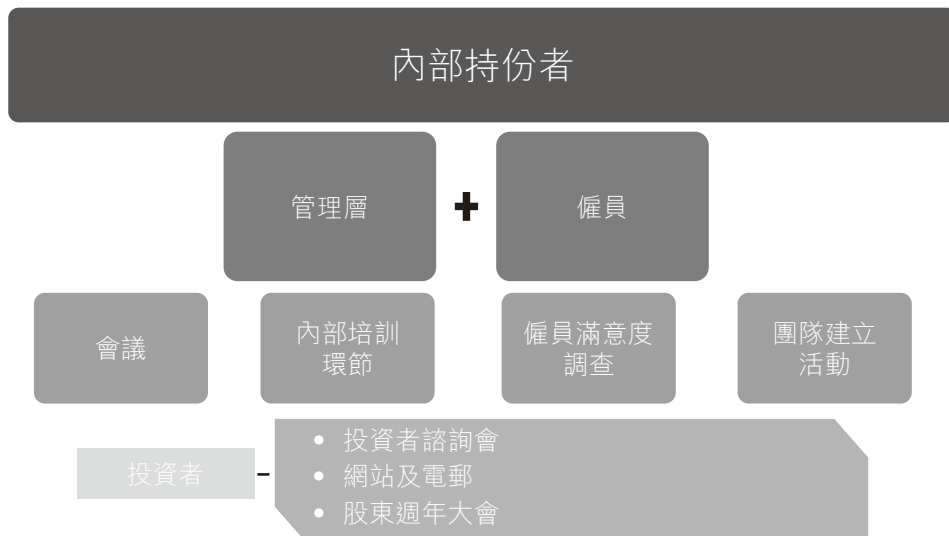 內部持份者
管理層
+
僱員
會議
內部培訓
環節
僱員滿意度
調查
團隊建立
活動
投資者
• 投資者諮詢會
• 網站及電郵
• 股東週年大會